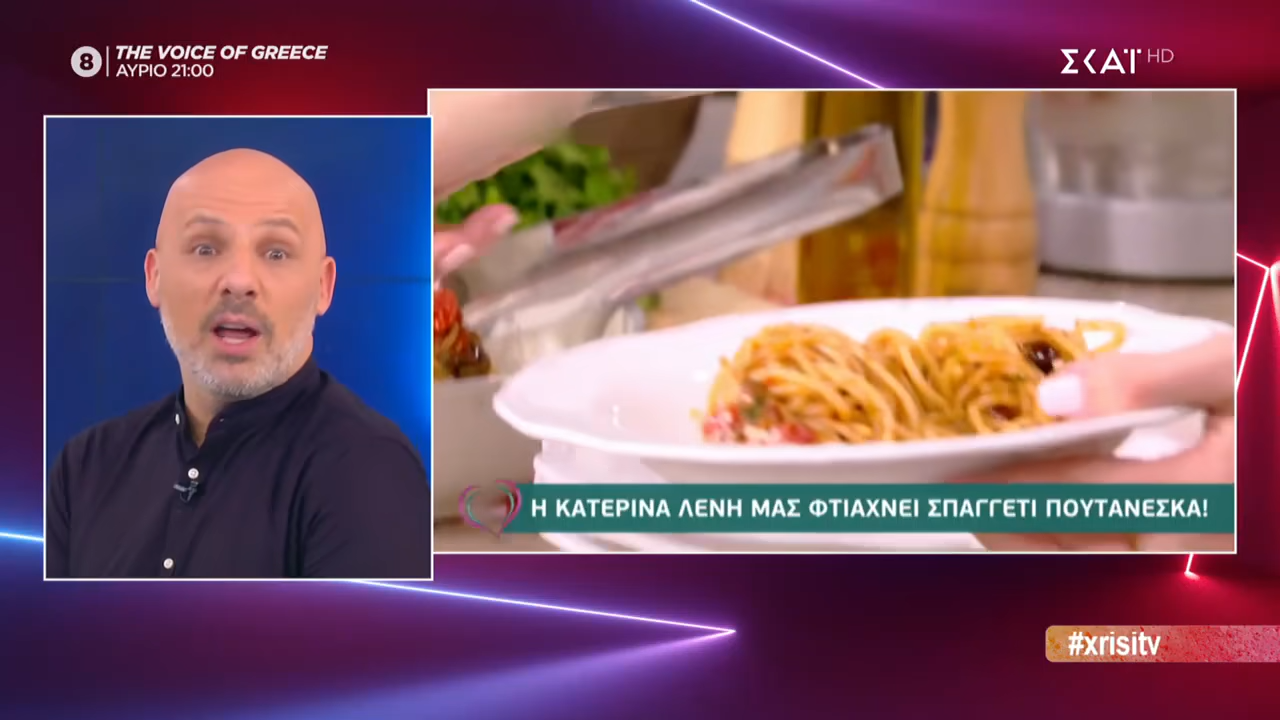 8
THE VOICE OF GREECE
ΑΥΡΙΟ 21:00
ΣΚΑΪ HD
Η ΚΑΤΕΡΙΝΑ ΛΕΝΗ ΜΑΣ ΦΤΙΑΧΝΕΙ ΣΠΑΓΓΕΤΙ ΠΟΥΤΑΝΕΣΚΑ!
#xrisitv